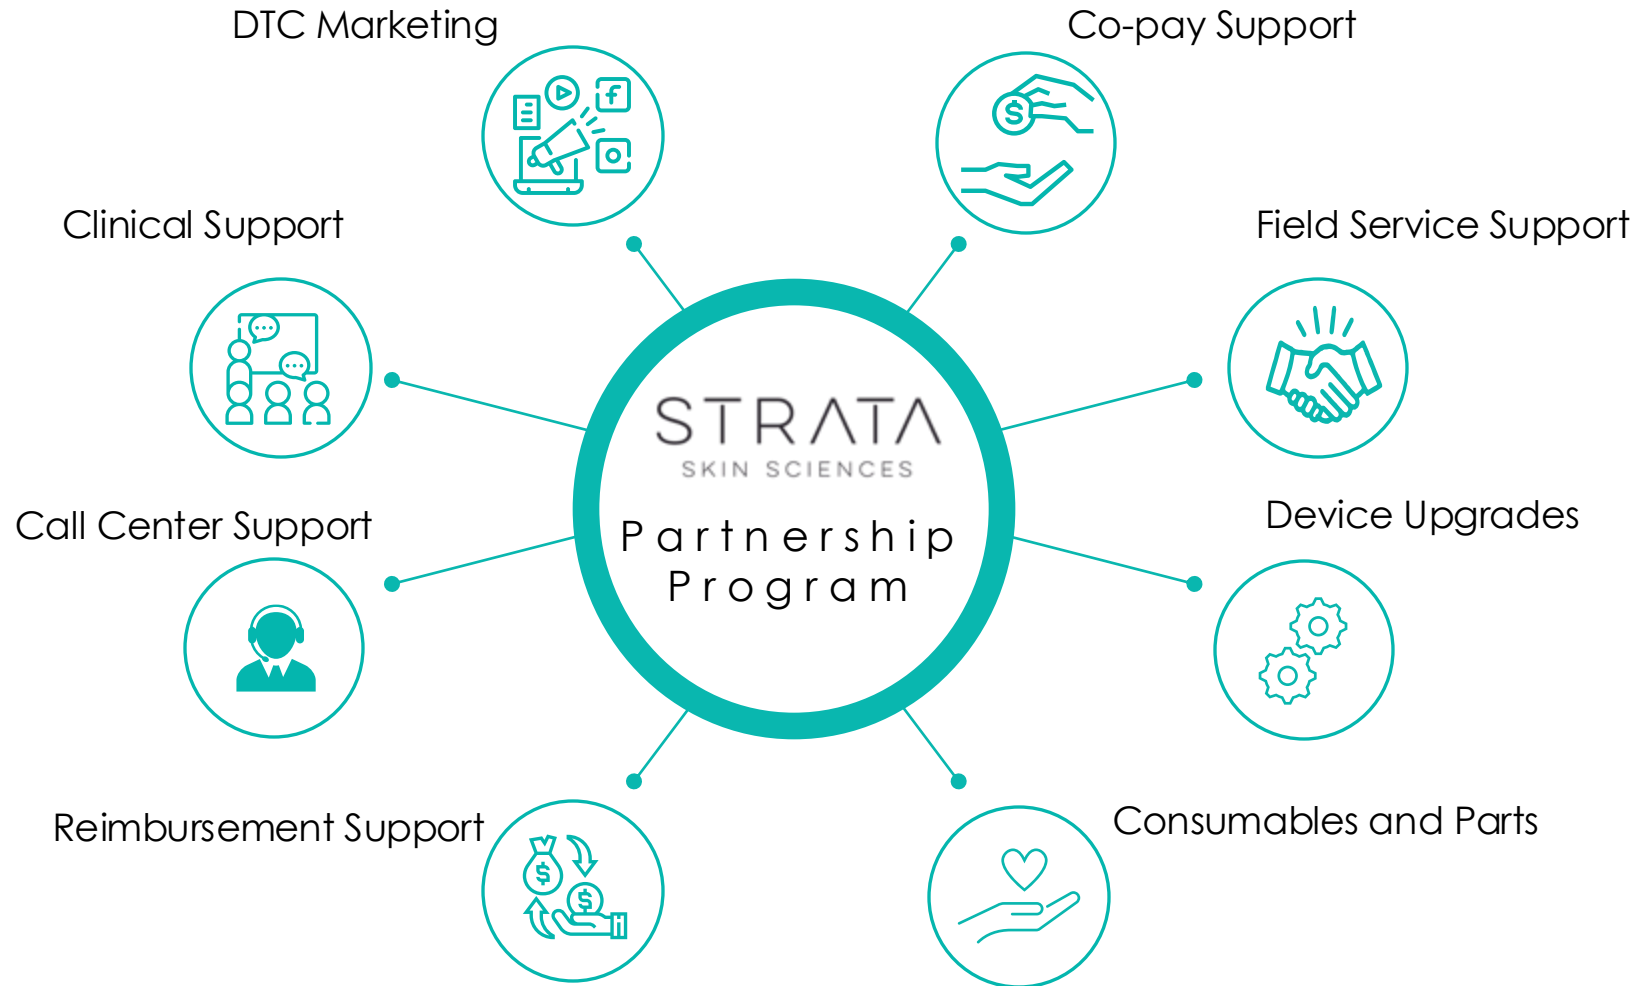 DTC Marketing
Co-pay Support
Clinical Support
Field Service Support
STRATA
SKIN SCIENCES
Partnership
Program
Call Center Support
Device Upgrades
Reimbursement Support
Consumables and Parts
$
f
$
$